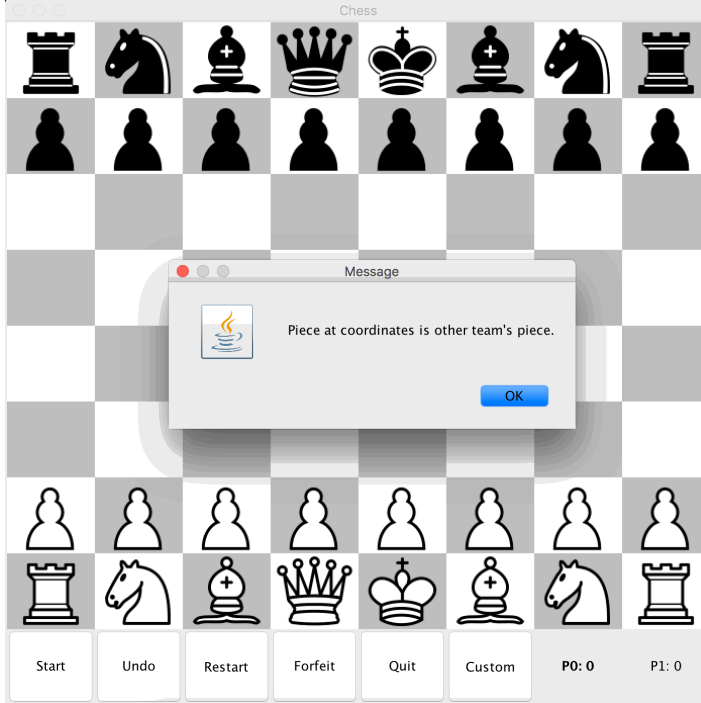 Chess
Message
Piece at coordinates is other team's piece.
OK
Start Undo Restart Forfeit Quit Custom P0: 0 P1: 0